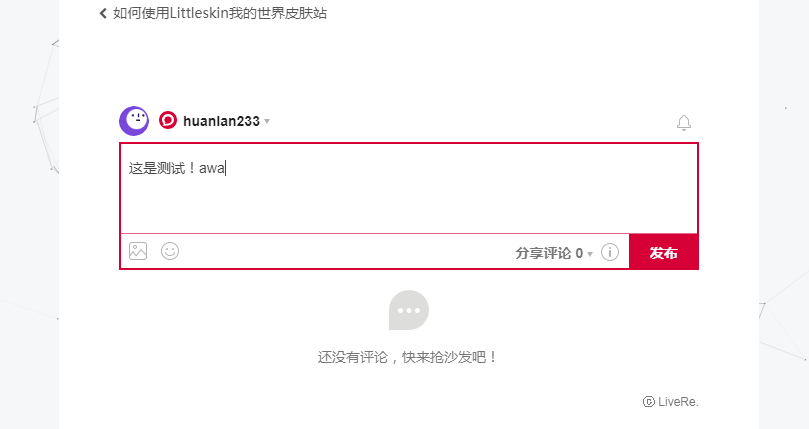 如何使用Littleskin我的世界皮肤站
huanlan233
这是测试！awa
分享评论 0
发布
还没有评论，快来抢沙发吧！
LiveRe.